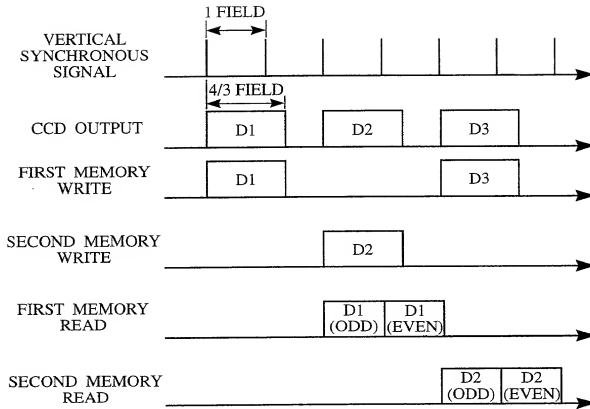 1 FIELD
VERTICAL
SYNCHRONOUS
SIGNAL
4/3 FIELD
CCD OUTPUT
D1 D2 D3
FIRST MEMORY
WRITE
D1 D3
SECOND MEMORY
WRITE
D2
FIRST MEMORY
READ
D1 D1
(ODD) (EVEN)
SECOND MEMORY
READ
D2 D2
(ODD) (EVEN)